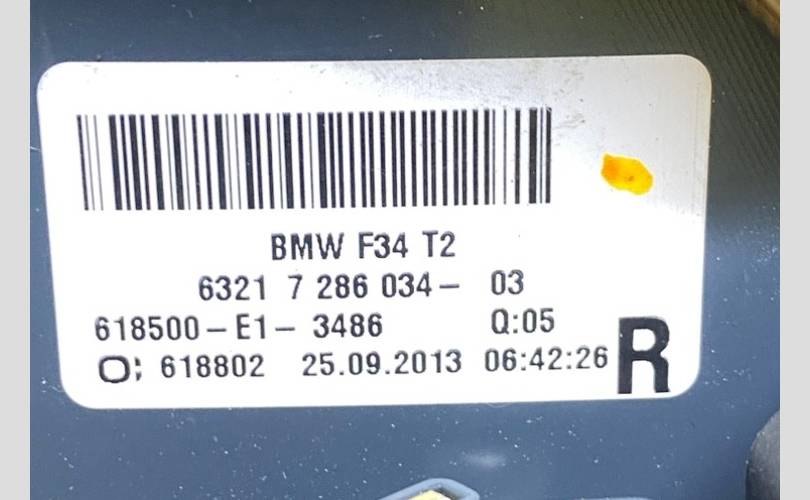 BMW F34 T2
6321 7 286 034- 03
618500-E1- 3486 Q:05
O: 618802 25.09.2013 06:42:26 R